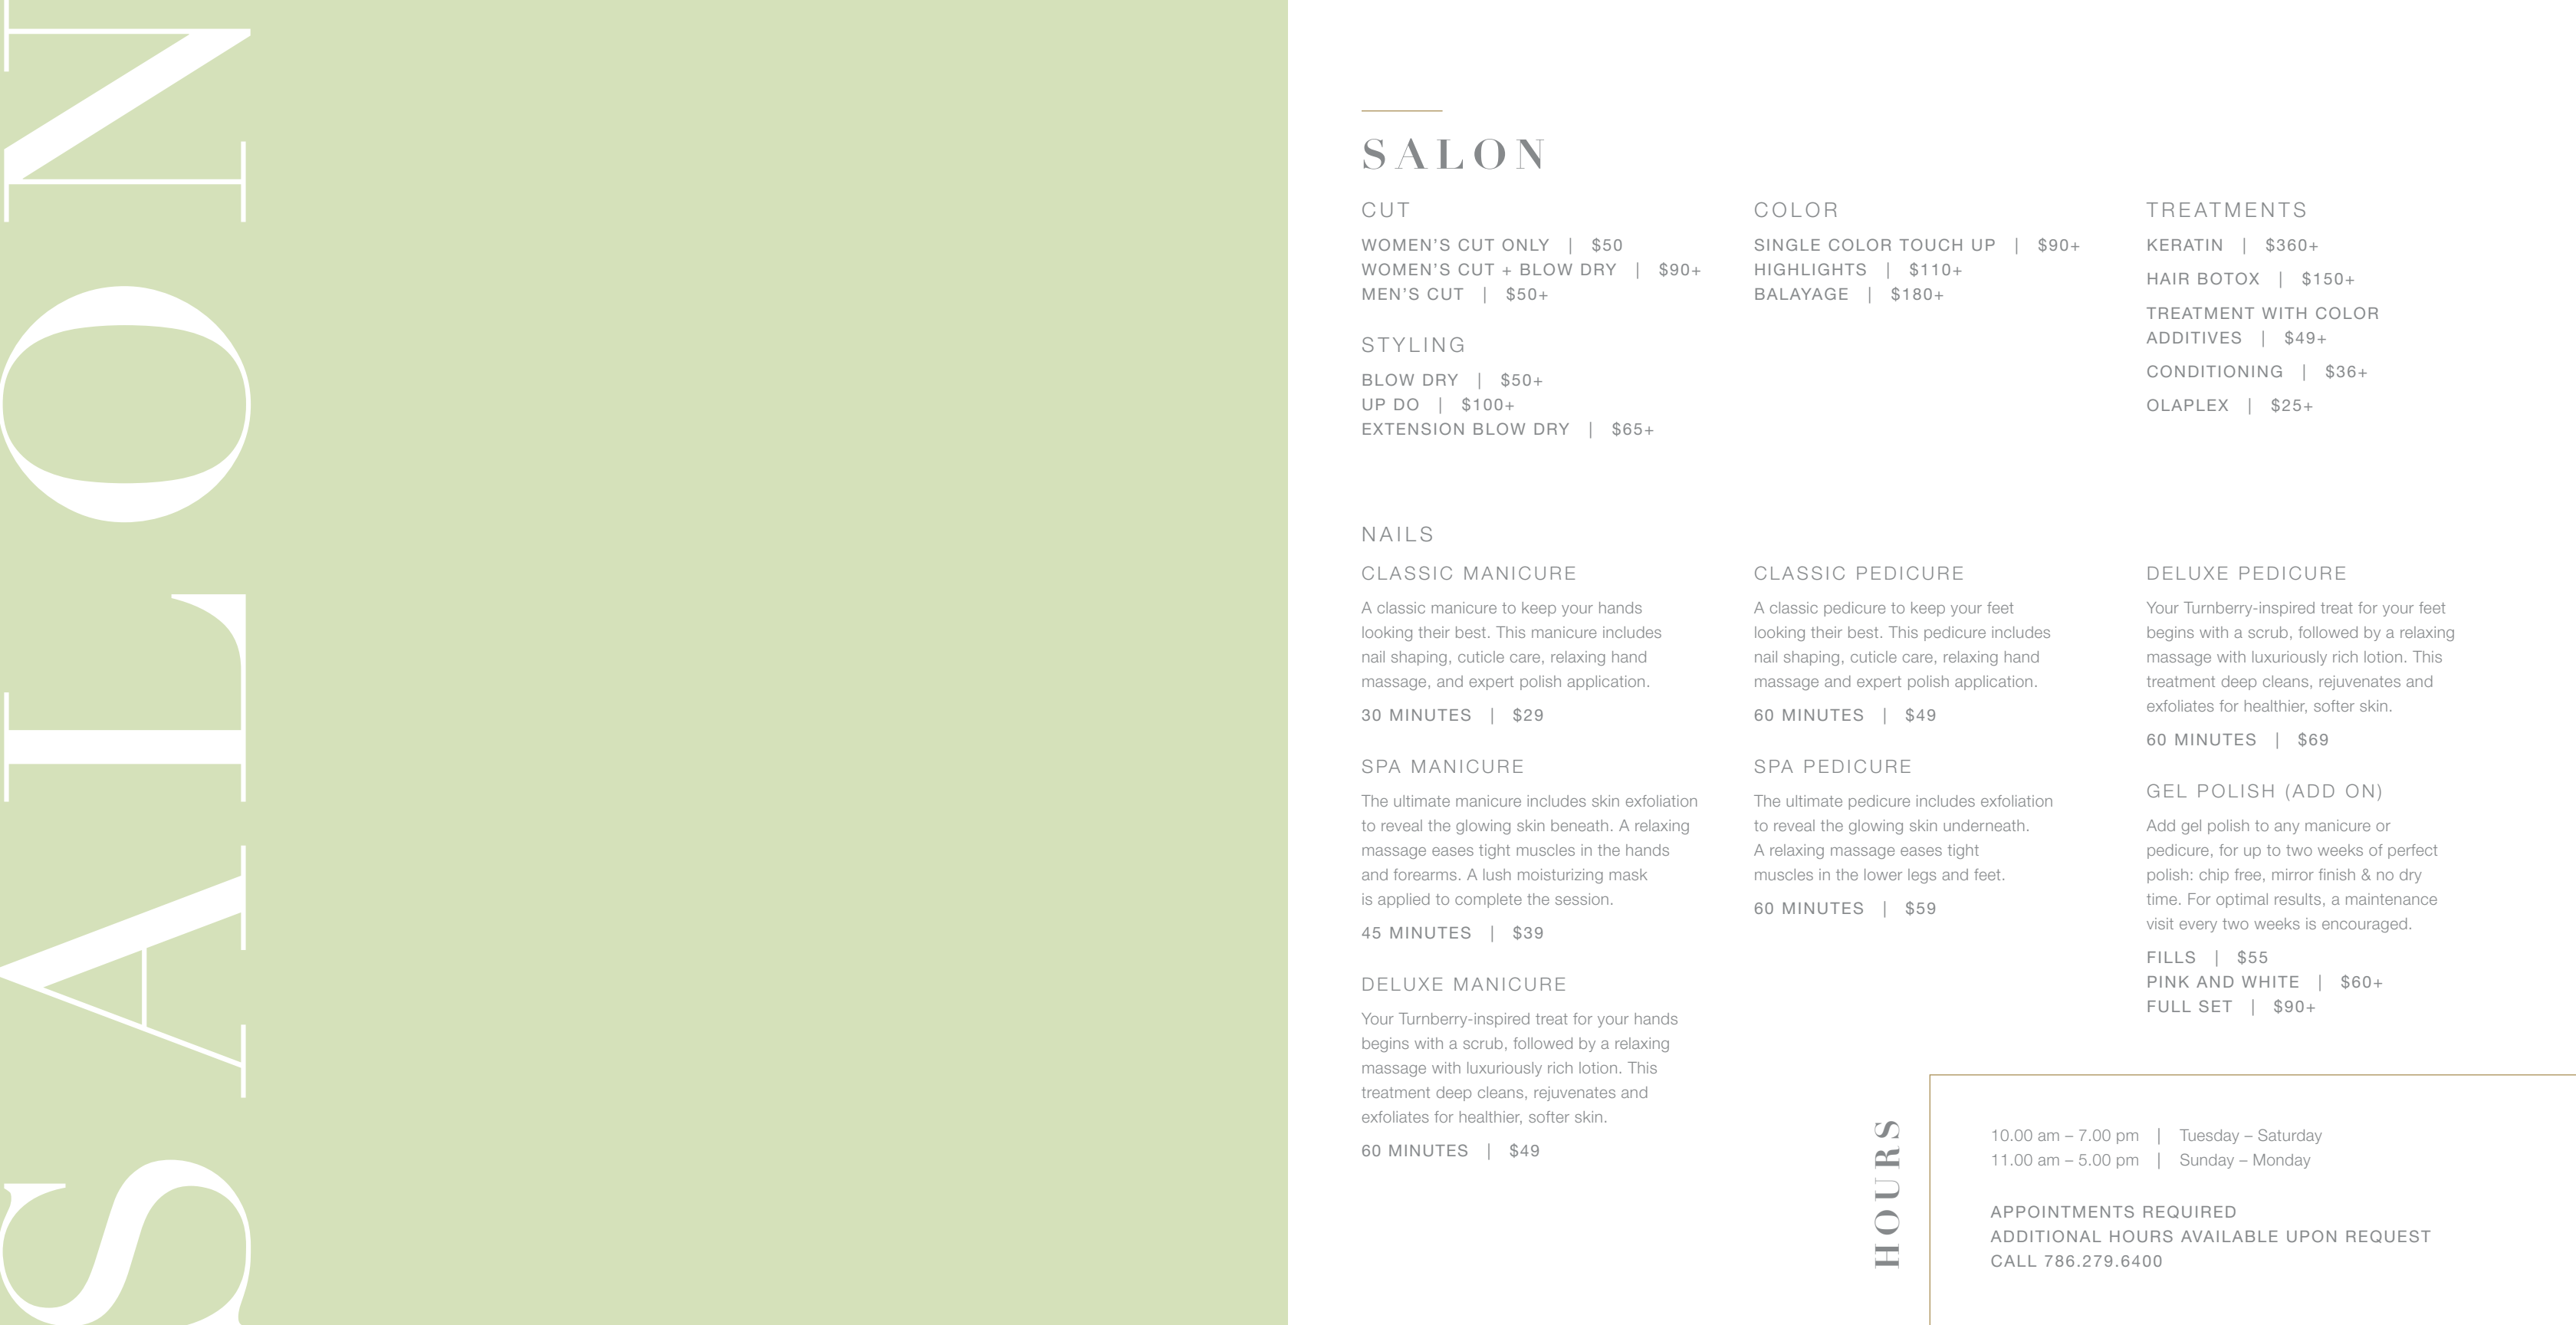 SALON
SALON
CUT
WOMEN’S CUT ONLY | $50
WOMEN’S CUT + BLOW DRY | $90+
MEN’S CUT | $50+
STYLING
BLOW DRY | $50+
UP DO | $100+
EXTENSION BLOW DRY | $65+
COLOR
SINGLE COLOR TOUCH UP | $90+
HIGHLIGHTS | $110+
BALAYAGE | $180+
TREATMENTS
KERATIN | $360+
HAIR BOTOX | $150+
TREATMENT WITH COLOR
ADDITIVES | $49+
CONDITIONING | $36+
OLAPLEX | $25+
NAILS
CLASSIC MANICURE
A classic manicure to keep your hands
looking their best. This manicure includes
nail shaping, cuticle care, relaxing hand
massage, and expert polish application.
30 MINUTES | $29
SPA MANICURE
The ultimate manicure includes skin exfoliation
to reveal the glowing skin beneath. A relaxing
massage eases tight muscles in the hands
and forearms. A lush moisturizing mask
is applied to complete the session.
45 MINUTES | $39
DELUXE MANICURE
Your Turnberry-inspired treat for your hands
begins with a scrub, followed by a relaxing
massage with luxuriously rich lotion. This
treatment deep cleans, rejuvenates and
exfoliates for healthier, softer skin.
60 MINUTES | $49
CLASSIC PEDICURE
A classic pedicure to keep your feet
looking their best. This pedicure includes
nail shaping, cuticle care, relaxing hand
massage and expert polish application.
60 MINUTES | $49
SPA PEDICURE
The ultimate pedicure includes exfoliation
to reveal the glowing skin underneath.
A relaxing massage eases tight
muscles in the lower legs and feet.
60 MINUTES | $59
DELUXE PEDICURE
Your Turnberry-inspired treat for your feet
begins with a scrub, followed by a relaxing
massage with luxuriously rich lotion. This
treatment deep cleans, rejuvenates and
exfoliates for healthier, softer skin.
60 MINUTES | $69
GEL POLISH (ADD ON)
Add gel polish to any manicure or
pedicure, for up to two weeks of perfect
polish: chip free, mirror finish & no dry
time. For optimal results, a maintenance
visit every two weeks is encouraged.
FILLS | $55
PINK AND WHITE | $60+
FULL SET | $90+
HOURS
10.00 am – 7.00 pm | Tuesday – Saturday
11.00 am – 5.00 pm | Sunday – Monday
APPOINTMENTS REQUIRED
ADDITIONAL HOURS AVAILABLE UPON REQUEST
CALL 786.279.6400